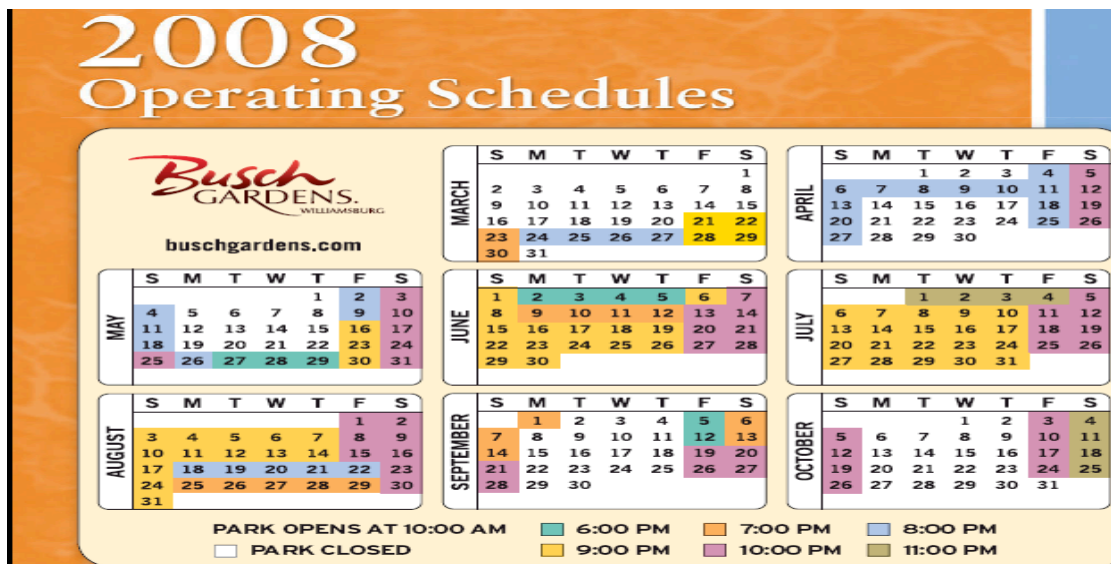 2008
Operating Schedules
Busch
GARDENS.
WILLIAMSBURG
buschgardens.com
MARCH
S M T W T F S
1
2 3 4 5 6 7 8
9 10 11 12 13 14 15
16 17 18 19 20 21 22
23 24 25 26 27 28 29
30 31
APRIL
S M T W T F S
1 2 3 4 5
6 7 8 9 10 11 12
13 14 15 16 17 18 19
20 21 22 23 24 25 26
27 28 29 30
MAY
S M T W T F S
1 2 3
4 5 6 7 8 9 10
11 12 13 14 15 16 17
18 19 20 21 22 23 24
25 26 27 28 29 30 31
JUNE
S M T W T F S
1 2 3 4 5 6 7
8 9 10 11 12 13 14
15 16 17 18 19 20 21
22 23 24 25 26 27 28
29 30
JULY
S M T W T F S
1 2 3 4 5
6 7 8 9 10 11 12
13 14 15 16 17 18 19
20 21 22 23 24 25 26
27 28 29 30 31
AUGUST
S M T W T F S
1 2
3 4 5 6 7 8 9
10 11 12 13 14 15 16
17 18 19 20 21 22 23
24 25 26 27 28 29 30
31
SEPTEMBER
S M T W T F S
1 2 3 4 5 6
7 8 9 10 11 12 13
14 15 16 17 18 19 20
21 22 23 24 25 26 27
28 29 30
OCTOBER
S M T W T F S
1 2 3 4
5 6 7 8 9 10 11
12 13 14 15 16 17 18
19 20 21 22 23 24 25
26 27 28 29 30 31
PARK OPENS AT 10:00 AM 6:00 PM 7:00 PM 8:00 PM
PARK CLOSED 9:00 PM 10:00 PM 11:00 PM